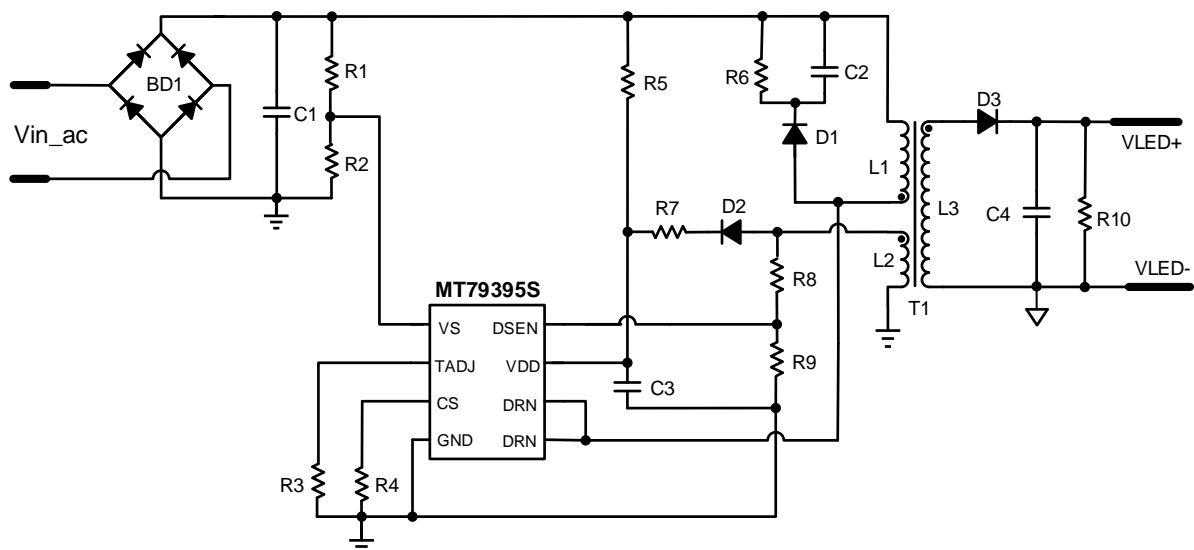 BD1
Vin_ac
C1
R1
R2
R5
R6
C2
D1
L1
L3
D3
VLED+
C4
R10
VLED-
R7
D2
L2
T1
R8
R9
MT79395S
VS DSEN
TADJ VDD
CS DRN
GND DRN
C3
R3
R4